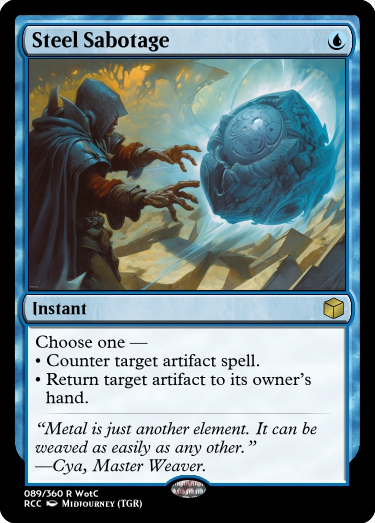 Steel Sabotage
Instant
Choose one —
• Counter target artifact spell.
• Return target artifact to its owner's
hand.
“Metal is just another element. It can be
weaved as easily as any other.”
—Cya, Master Weaver.
089/360 R WotC
RCC Midjourney (TGR)